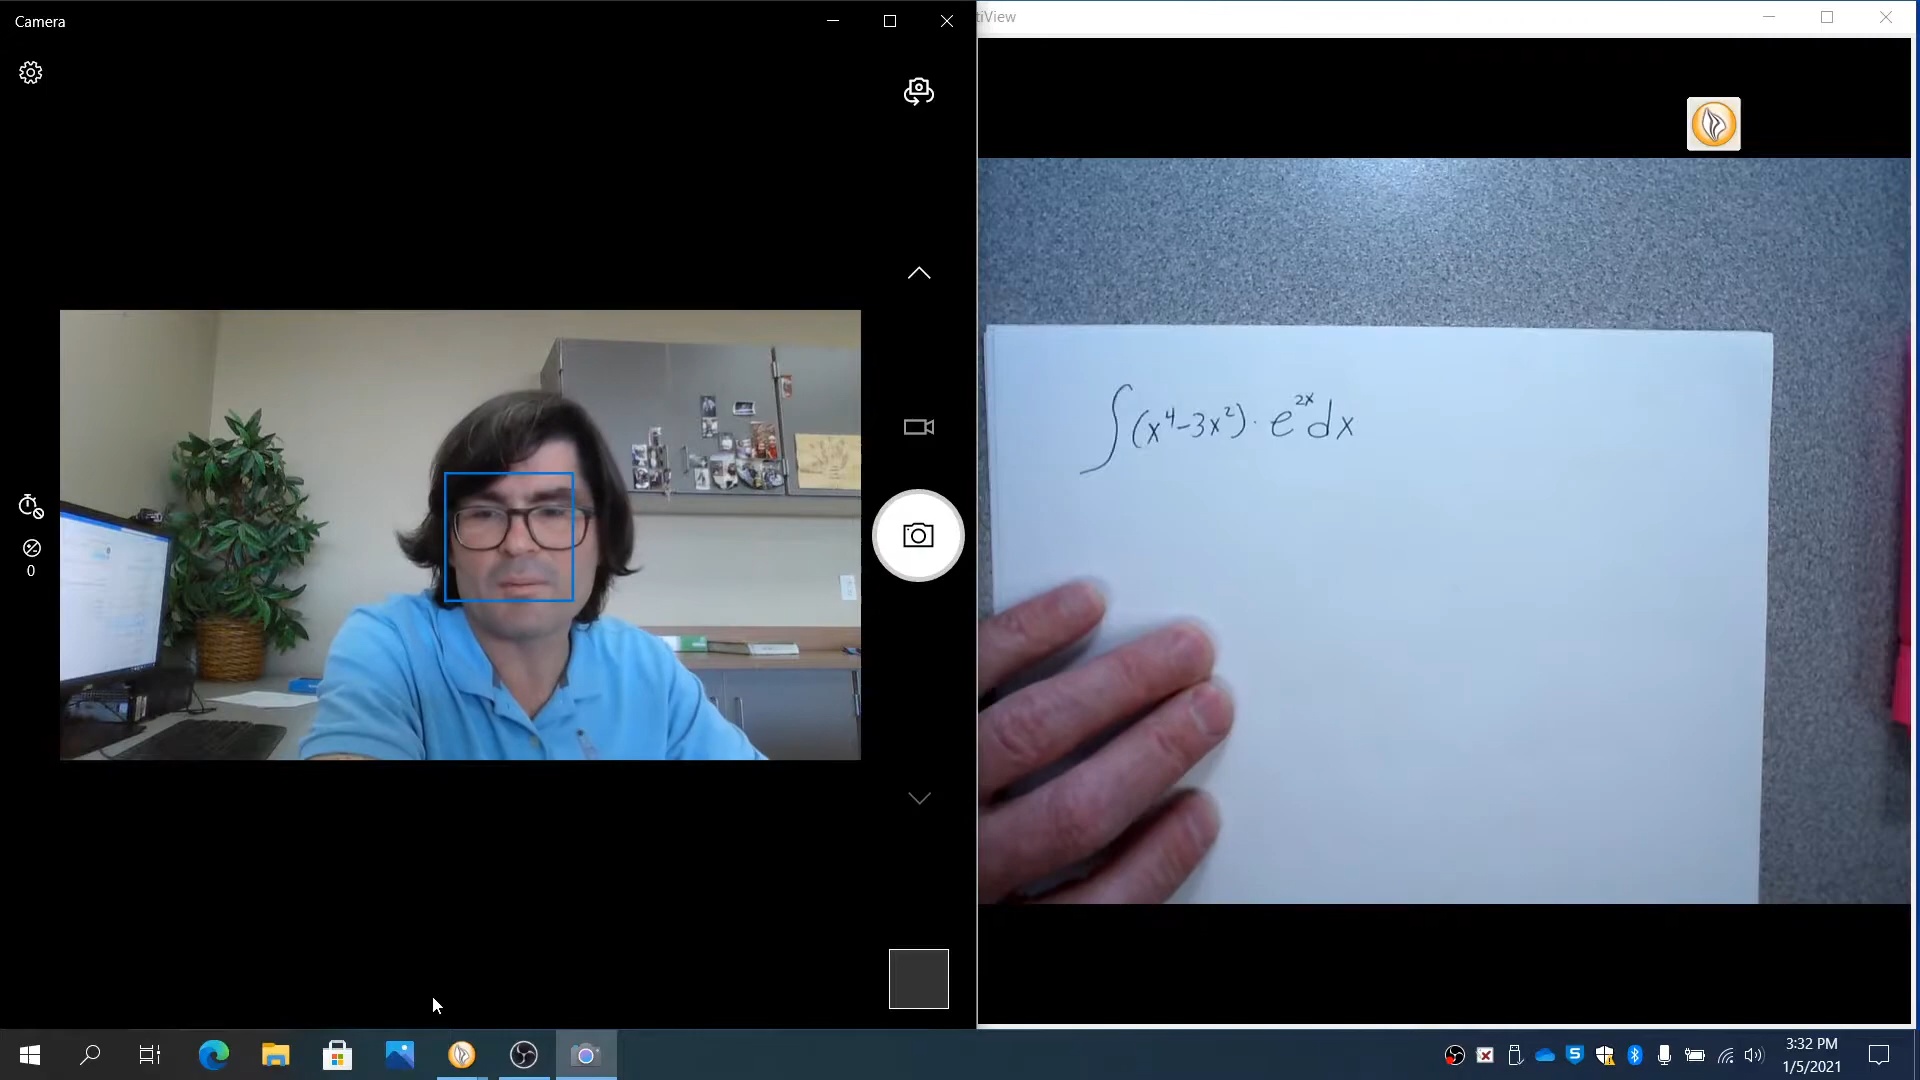 Camera
tiView
∫(x⁴-3x²)·e²ˣdx
0
3:32 PM
1/5/2021